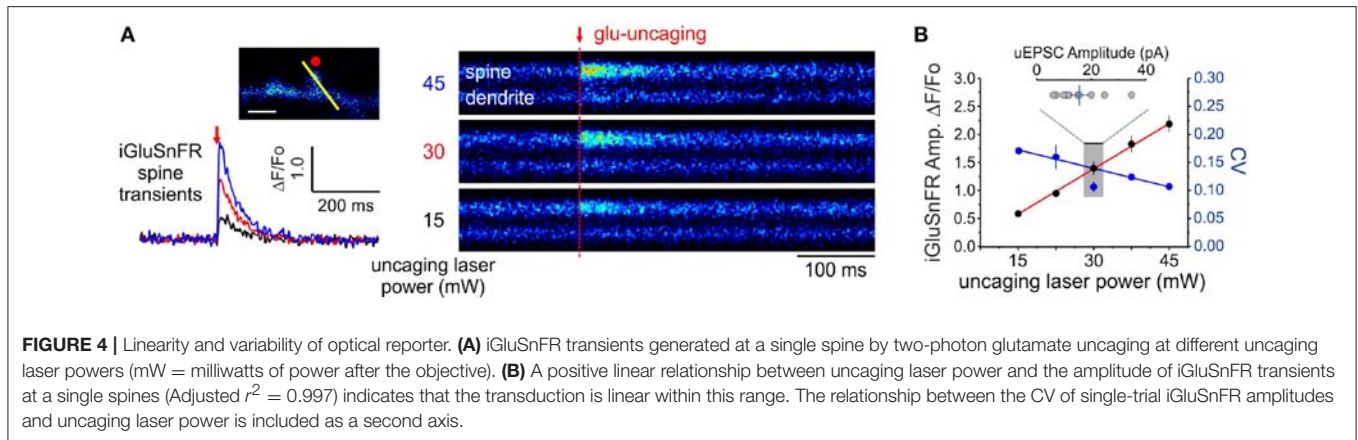 A
glu-uncaging
45
spine
dendrite
30
15
iGluSnFR
spine
transients
ΔF/Fo
1.0
200 ms
uncaging laser
power (mW)
100 ms
B
uEPSC Amplitude (pA)
0 20 40
3.0
2.5
2.0
1.5
1.0
0.5
0.0
iGluSnFR Amp. ΔF/Fo
0.30
0.25
0.20
0.15
0.10
0.05
0.00
CV
15 30 45
uncaging laser power (mW)
FIGURE 4 | Linearity and variability of optical reporter. (A) iGluSnFR transients generated at a single spine by two-photon glutamate uncaging at different uncaging
laser powers (mW = milliwatts of power after the objective). (B) A positive linear relationship between uncaging laser power and the amplitude of iGluSnFR transients
at a single spines (Adjusted r² = 0.997) indicates that the transduction is linear within this range. The relationship between the CV of single-trial iGluSnFR amplitudes
and uncaging laser power is included as a second axis.